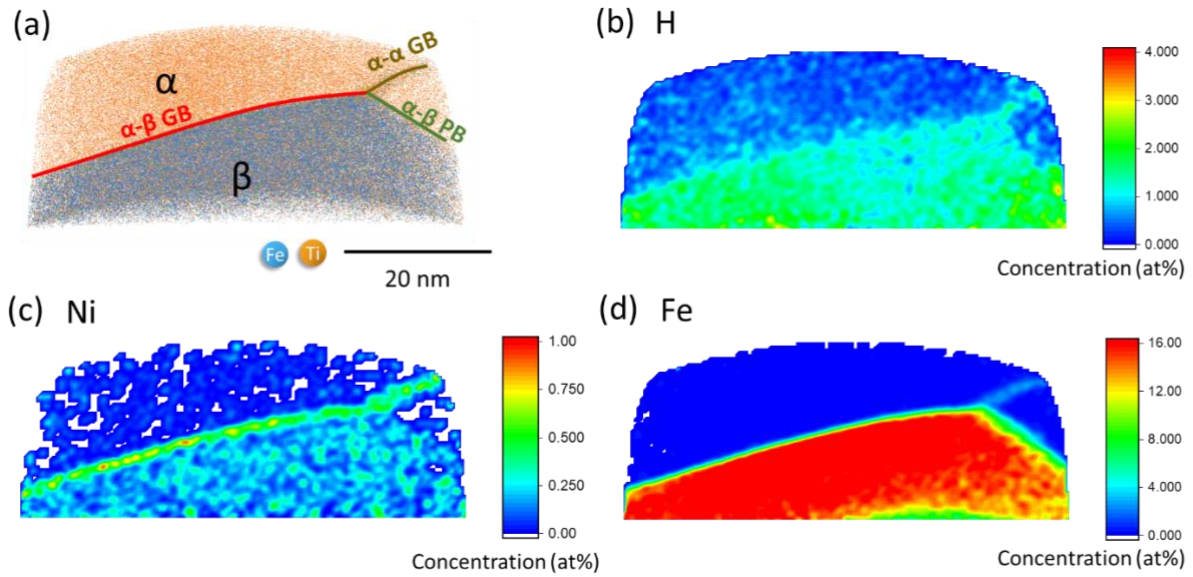 (a)
α
α-α GB
α-β GB
α-β PB
β
Fe Ti
20 nm
(b) H
4.000
3.000
2.000
1.000
0.000
Concentration (at%)
(c) Ni
1.00
0.750
0.500
0.250
0.00
Concentration (at%)
(d) Fe
16.00
12.00
8.000
4.000
0.000
Concentration (at%)